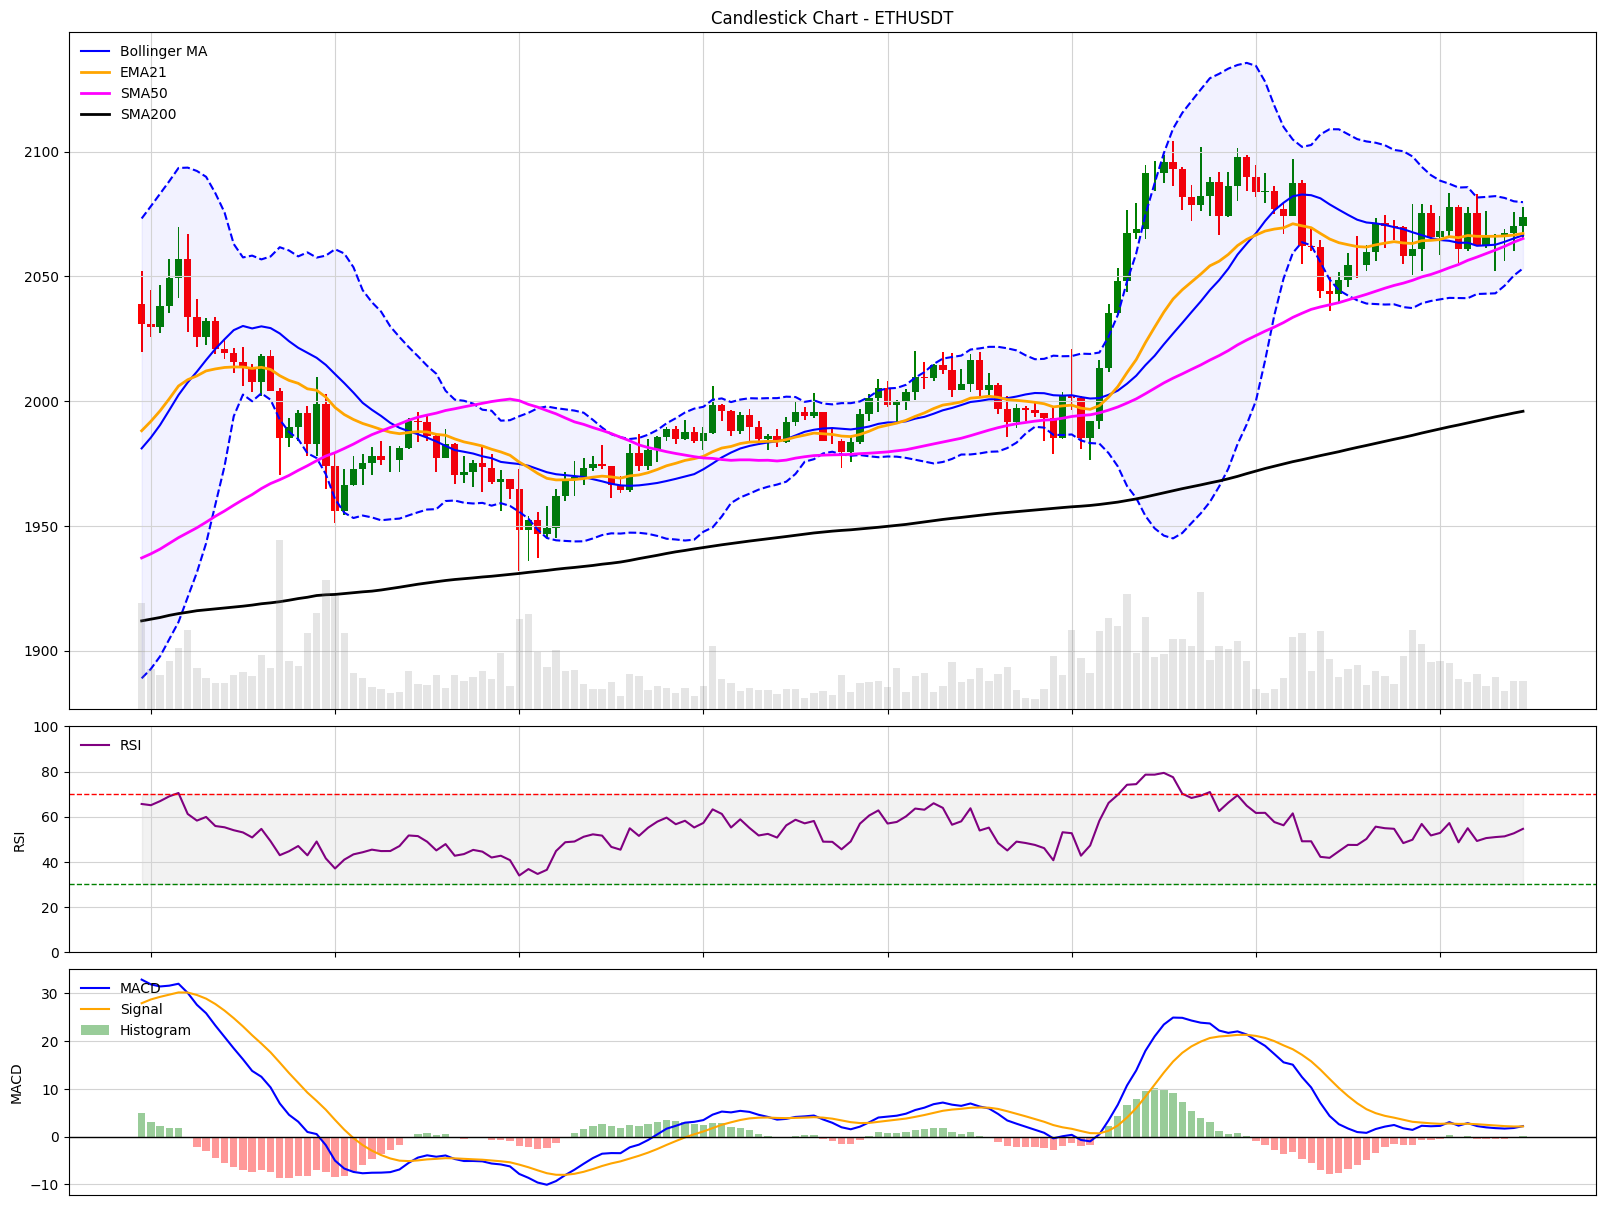 Candlestick Chart - ETHUSDT
Bollinger MA
EMA21
SMA50
SMA200
2100
2050
2000
1950
1900
RSI
100
80
60
40
20
0
RSI
MACD
Signal
Histogram
30
20
10
0
−10
MACD